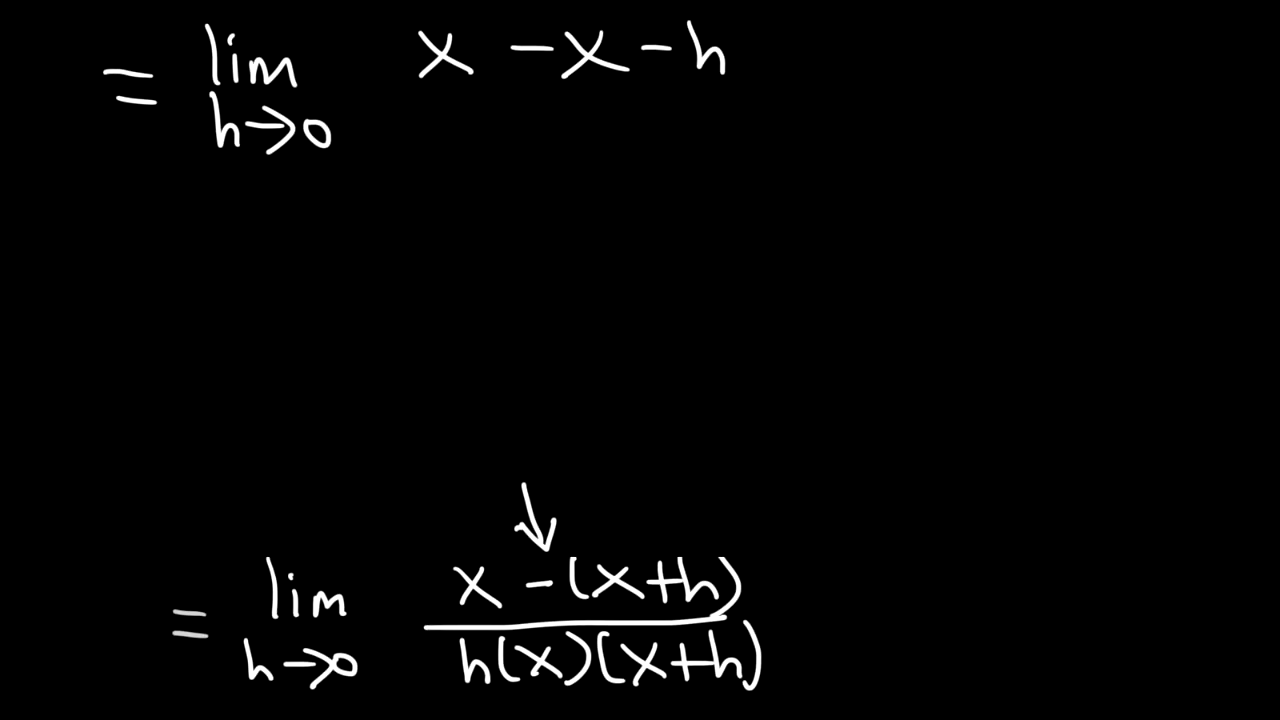 = lim x - x - h
h→0
↓
= lim x - (x+h)
h→0 h(x)(x+h)